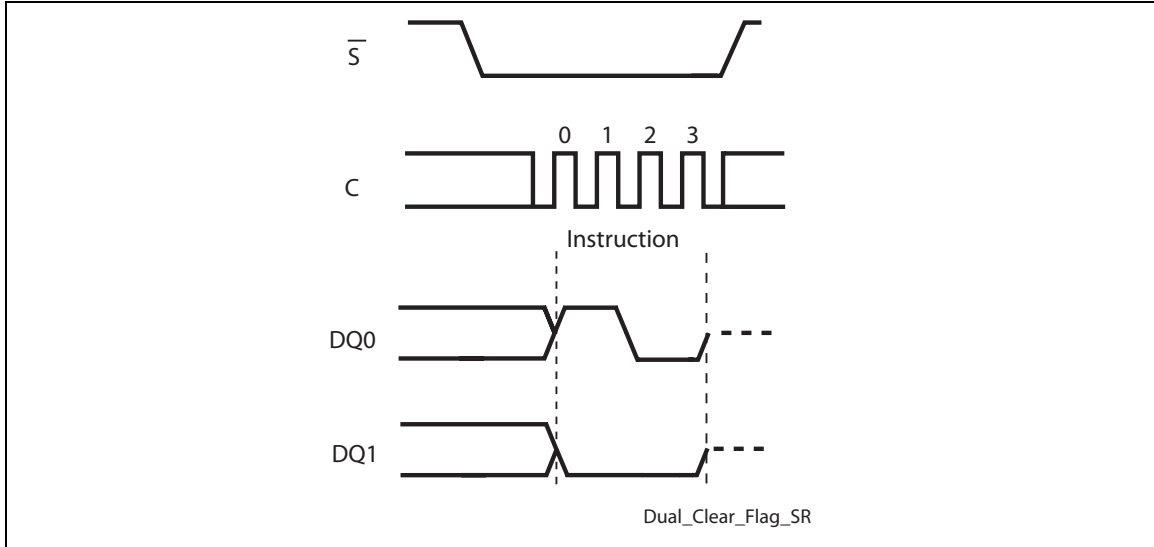 S
C
0 1 2 3
Instruction
DQ0
DQ1
Dual_Clear_Flag_SR